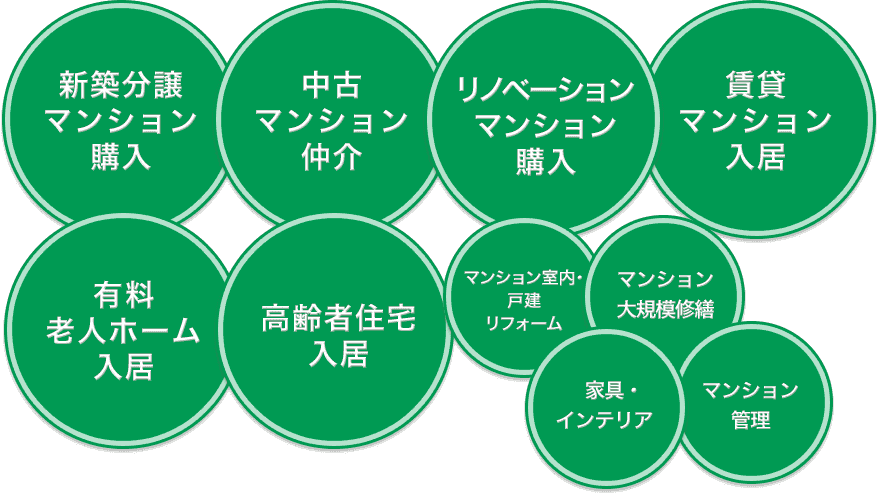 新築分譲
マンション
購入
中古
マンション
仲介
リノベーション
マンション
購入
賃貸
マンション
入居
有料
老人ホーム
入居
高齢者住宅
入居
マンション室内・
戸建
リフォーム
マンション
大規模修繕
家具・
インテリア
マンション
管理